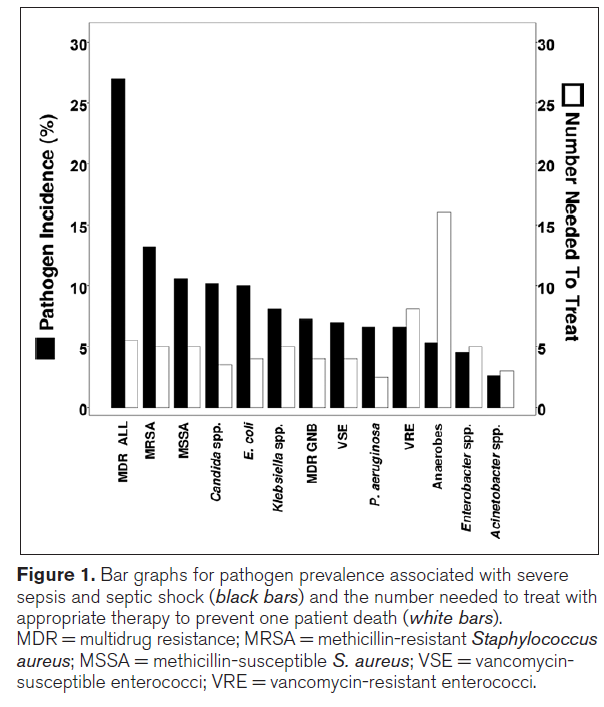 30
25
20
15
10
5
0
Pathogen Incidence (%)
30
25
20
15
10
5
0
Number Needed To Treat
MDR ALL
MRSA
MSSA
Candida spp.
E. coli
Klebsiella spp.
MDR GNB
VSE
P. aeruginosa
VRE
Anaerobes
Enterobacter spp.
Acinetobacter spp.
Figure 1. Bar graphs for pathogen prevalence associated with severe
sepsis and septic shock (black bars) and the number needed to treat with
appropriate therapy to prevent one patient death (white bars).
MDR = multidrug resistance; MRSA = methicillin-resistant Staphylococcus
aureus; MSSA = methicillin-susceptible S. aureus; VSE = vancomycin-
susceptible enterococci; VRE = vancomycin-resistant enterococci.